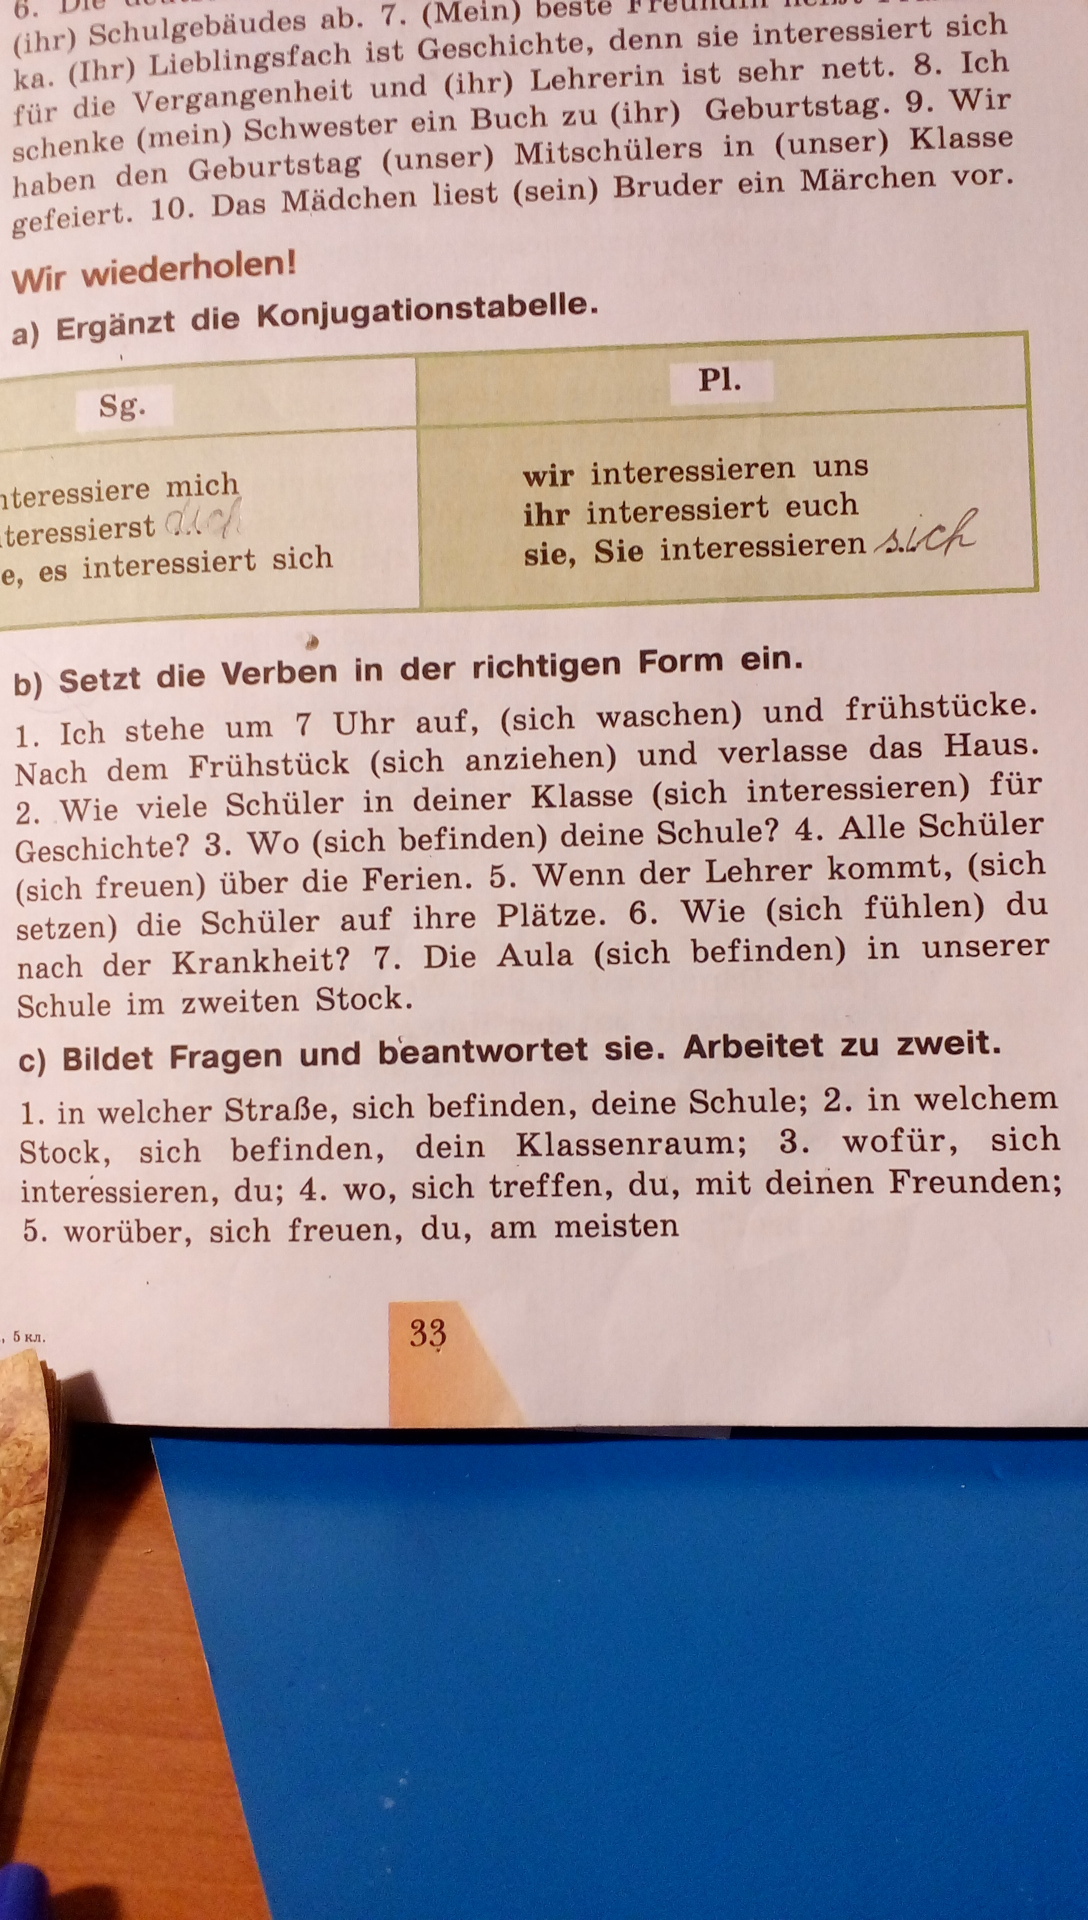 6. Die
(ihr) Schulgebäudes ab. 7. (Mein) beste
ka. (Ihr) Lieblingsfach ist Geschichte, denn sie interessiert sich
für die Vergangenheit und (ihr) Lehrerin ist sehr nett. 8. Ich
schenke (mein) Schwester ein Buch zu (ihr) Geburtstag. 9. Wir
haben den Geburtstag (unser) Mitschülers in (unser) Klasse
gefeiert. 10. Das Mädchen liest (sein) Bruder ein Märchen vor.
Wir wiederholen!
a) Ergänzt die Konjugationstabelle.
Sg.
nteressiere mich
teressierst dich
e, es interessiert sich
Pl.
wir interessieren uns
ihr interessiert euch
sie, Sie interessieren sich
b) Setzt die Verben in der richtigen Form ein.
1. Ich stehe um 7 Uhr auf, (sich waschen) und frühstücke.
Nach dem Frühstück (sich anziehen) und verlasse das Haus.
2. Wie viele Schüler in deiner Klasse (sich interessieren) für
Geschichte? 3. Wo (sich befinden) deine Schule? 4. Alle Schüler
(sich freuen) über die Ferien. 5. Wenn der Lehrer kommt, (sich
setzen) die Schüler auf ihre Plätze. 6. Wie (sich fühlen) du
nach der Krankheit? 7. Die Aula (sich befinden) in unserer
Schule im zweiten Stock.
c) Bildet Fragen und beantwortet sie. Arbeitet zu zweit.
1. in welcher Straße, sich befinden, deine Schule; 2. in welchem
Stock, sich befinden, dein Klassenraum; 3. wofür, sich
interessieren, du; 4. wo, sich treffen, du, mit deinen Freunden;
5. worüber, sich freuen, du, am meisten
, 5 кл.
33